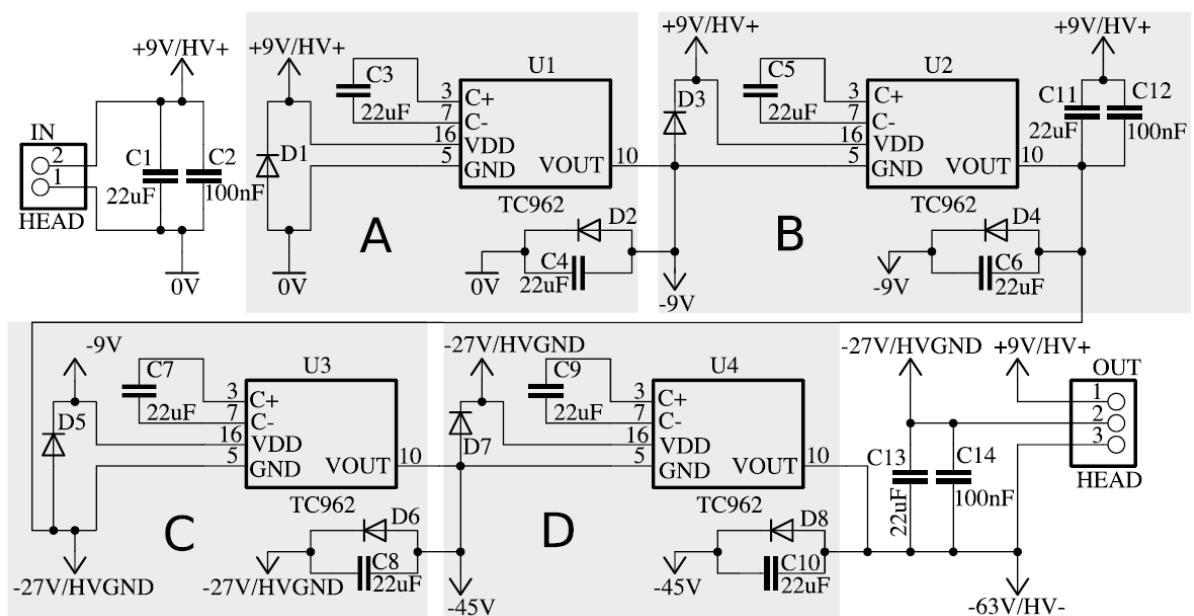 +9V/HV+
IN
2
1
HEAD
C1
22uF
C2
100nF
0V
+9V/HV+
D1
0V
C3
22uF
U1
3 C+
7 C-
16 VDD
5 GND
VOUT 10
TC962
A
D2
C4
22uF
0V
-9V
+9V/HV+
D3
C5
22uF
U2
3 C+
7 C-
16 VDD
5 GND
VOUT 10
TC962
B
D4
C6
22uF
-9V
+9V/HV+
C11
22uF
C12
100nF
-9V
D5
-27V/HVGND
C7
22uF
U3
3 C+
7 C-
16 VDD
5 GND
VOUT 10
TC962
C
D6
C8
22uF
-27V/HVGND
-45V
-27V/HVGND
D7
C9
22uF
U4
3 C+
7 C-
16 VDD
5 GND
VOUT 10
TC962
D
D8
C10
22uF
-45V
-27V/HVGND
C13
22uF
C14
100nF
+9V/HV+
OUT
1
2
3
HEAD
-63V/HV-